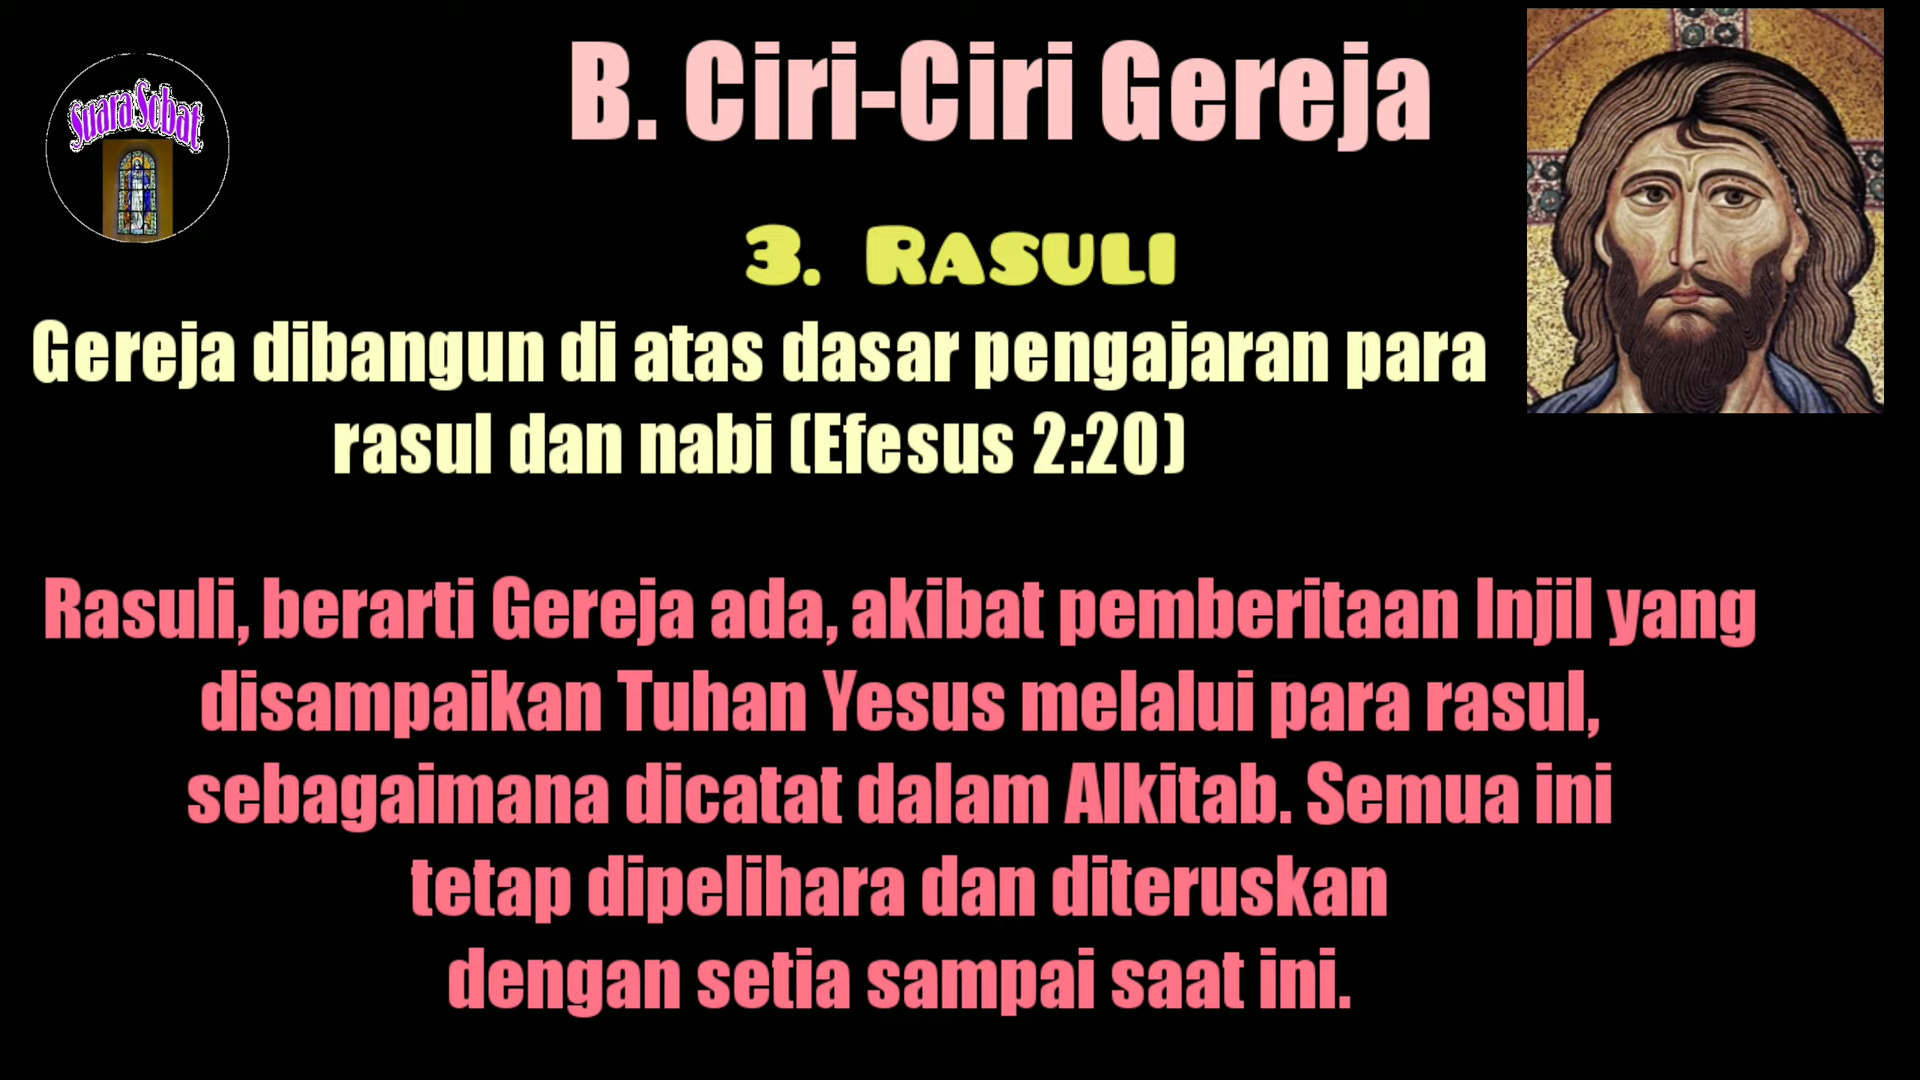 Suara Sobat
B. Ciri-Ciri Gereja
3. RASULI
Gereja dibangun di atas dasar pengajaran para
rasul dan nabi (Efesus 2:20)
Rasuli, berarti Gereja ada, akibat pemberitaan Injil yang
disampaikan Tuhan Yesus melalui para rasul,
sebagaimana dicatat dalam Alkitab. Semua ini
tetap dipelihara dan diteruskan
dengan setia sampai saat ini.